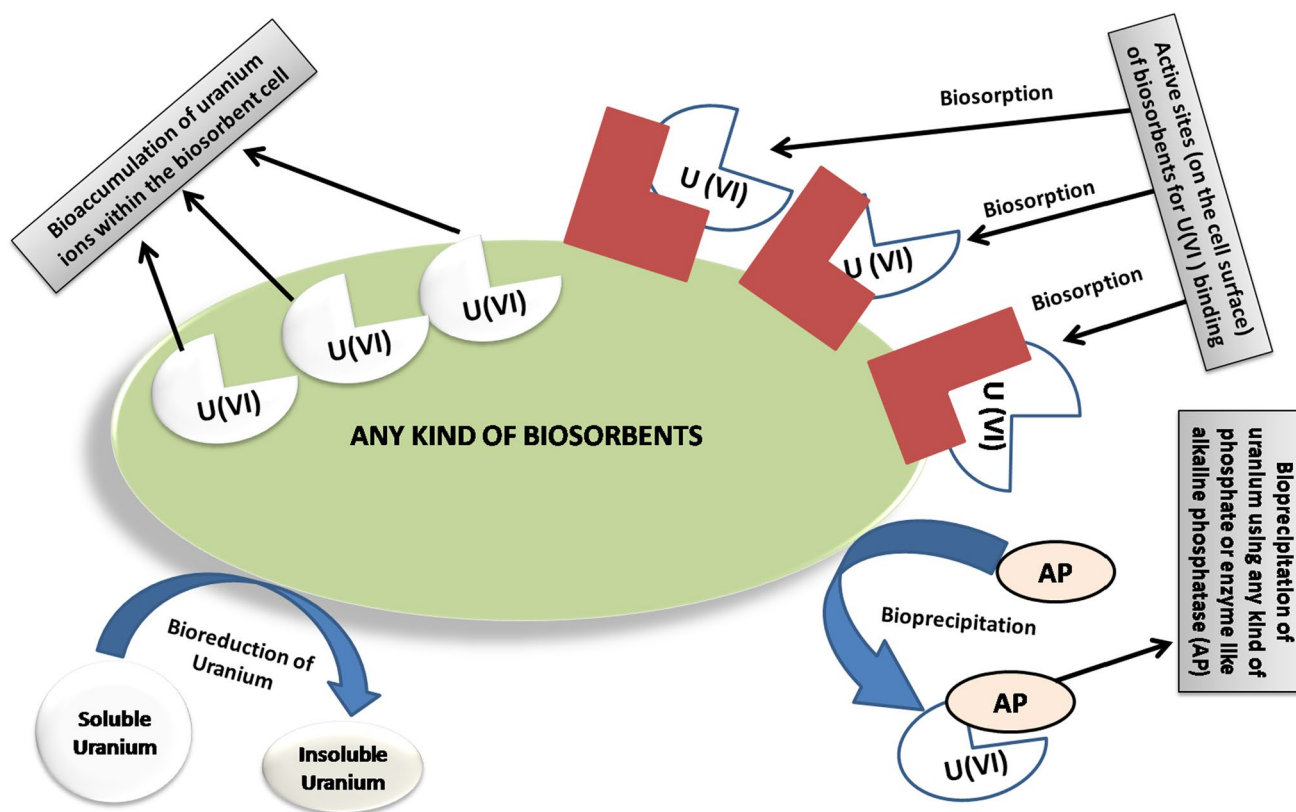 Bioaccumulation of uranium
ions within the biosorbent cell
Biosorption
Biosorption
Biosorption
Active sites (on the cell surface)
of biosorbents for U(VI) binding
U (VI)
U (VI)
U (VI)
U(VI)
U(VI)
U(VI)
ANY KIND OF BIOSORBENTS
Bioprecipitation of
uranium using any kind of
phosphate or enzyme like
alkaline phosphatase (AP)
AP
Bioprecipitation
AP
U(VI)
Bioreduction of
Uranium
Soluble
Uranium
Insoluble
Uranium